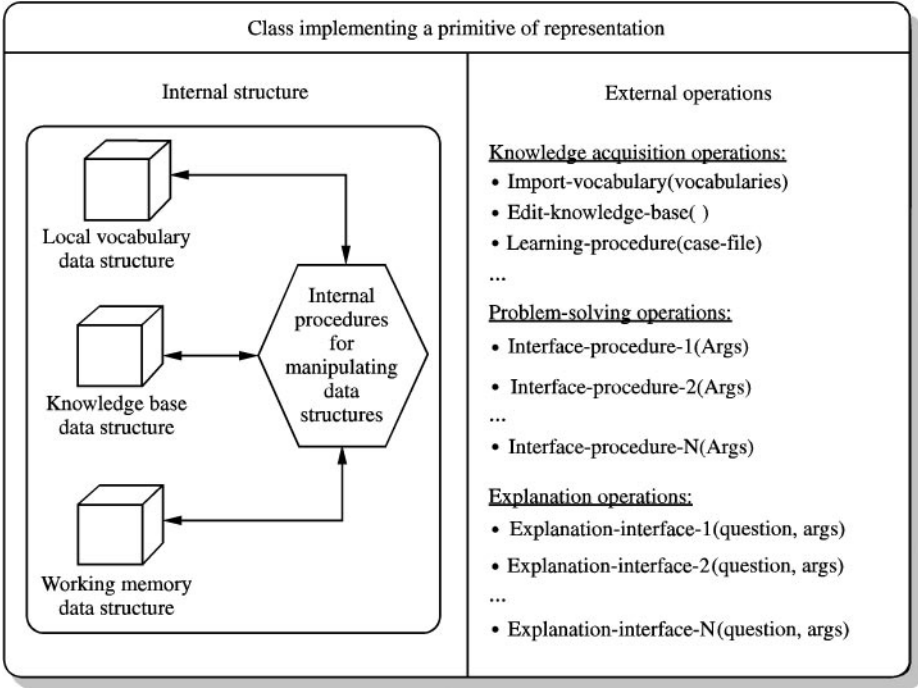 Class implementing a primitive of representation
Internal structure
Local vocabulary
data structure
Knowledge base
data structure
Working memory
data structure
Internal
procedures
for
manipulating
data
structures
External operations
Knowledge acquisition operations:
• Import-vocabulary(vocabularies)
• Edit-knowledge-base( )
• Learning-procedure(case-file)
...
Problem-solving operations:
• Interface-procedure-1(Args)
• Interface-procedure-2(Args)
...
• Interface-procedure-N(Args)
Explanation operations:
• Explanation-interface-1(question, args)
• Explanation-interface-2(question, args)
...
• Explanation-interface-N(question, args)